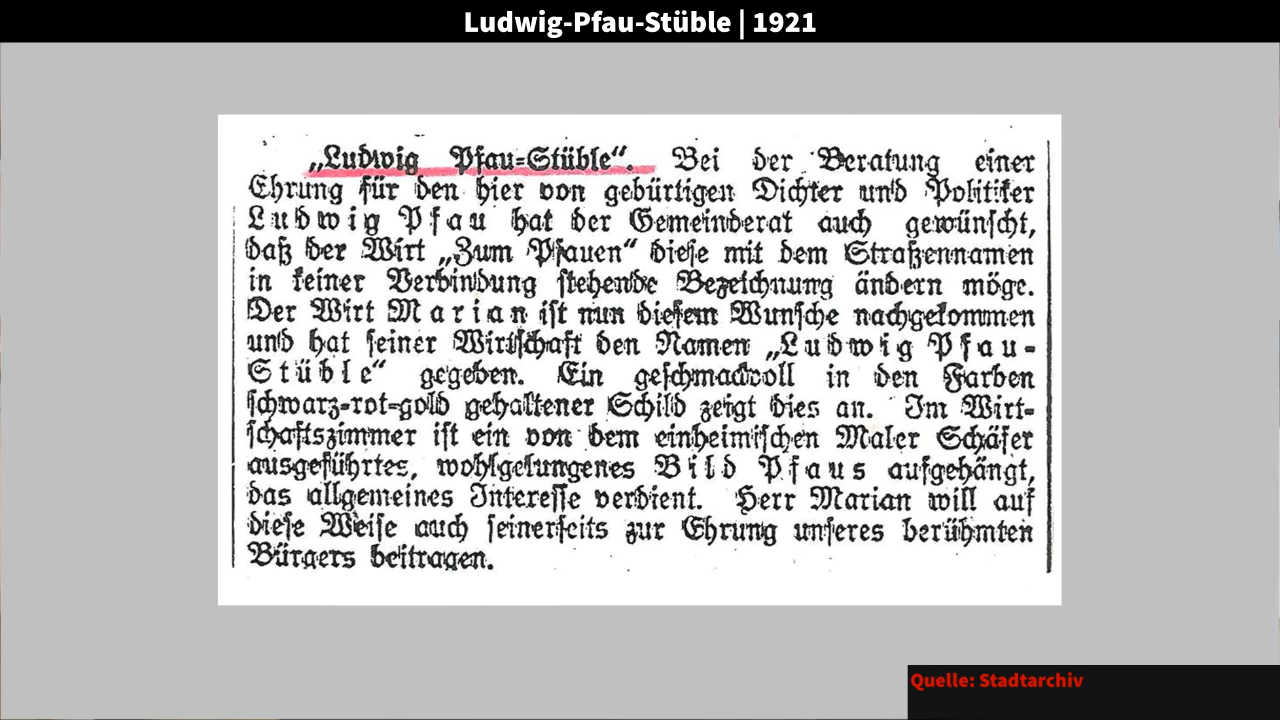 Ludwig-Pfau-Stüble | 1921
„Ludwig Pfau-Stüble“. Bei der Beratung einer
Ehrung für den hier von gebürtigen Dichter und Politiker
Ludwig Pfau hat der Gemeinderat auch gewünscht,
daß der Wirt „Zum Pfauen“ diese mit dem Straßennamen
in keiner Verbindung stehende Bezeichnung ändern möge.
Der Wirt Marian ist nun diesem Wunsche nachgekommen
und hat seiner Wirtschaft den Namen „Ludwig Pfau-
Stüble“ gegeben. Ein geschmackvoll in den Farben
schwarz-rot-gold gehaltener Schild zeigt dies an. Im Wirt-
schaftszimmer ist ein von dem einheimischen Maler Schäfer
ausgeführtes, wohlgelungenes Bild Pfaus aufgehängt,
das allgemeines Interesse verdient. Herr Marian will auf
diese Weise auch seinerseits zur Ehrung unseres berühmten
Bürgers beitragen.
Quelle: Stadtarchiv